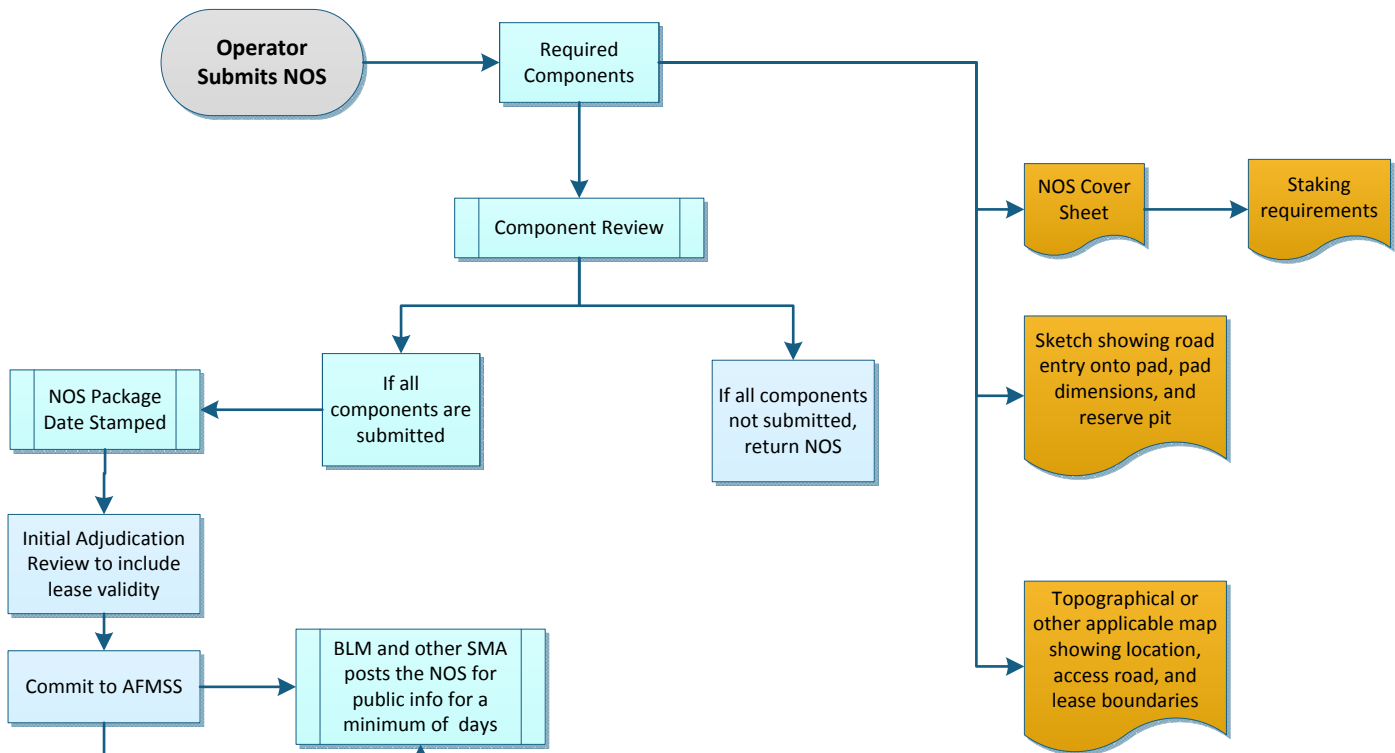 Operator
Submits NOS
Required
Components
NOS Cover
Sheet
Staking
requirements
Component Review
Sketch showing road
entry onto pad, pad
dimensions, and
reserve pit
If all
components are
submitted
If all components
not submitted,
return NOS
NOS Package
Date Stamped
Initial Adjudication
Review to include
lease validity
Topographical or
other applicable map
showing location,
access road, and
lease boundaries
Commit to AFMSS
BLM and other SMA
posts the NOS for
public info for a
minimum of  days